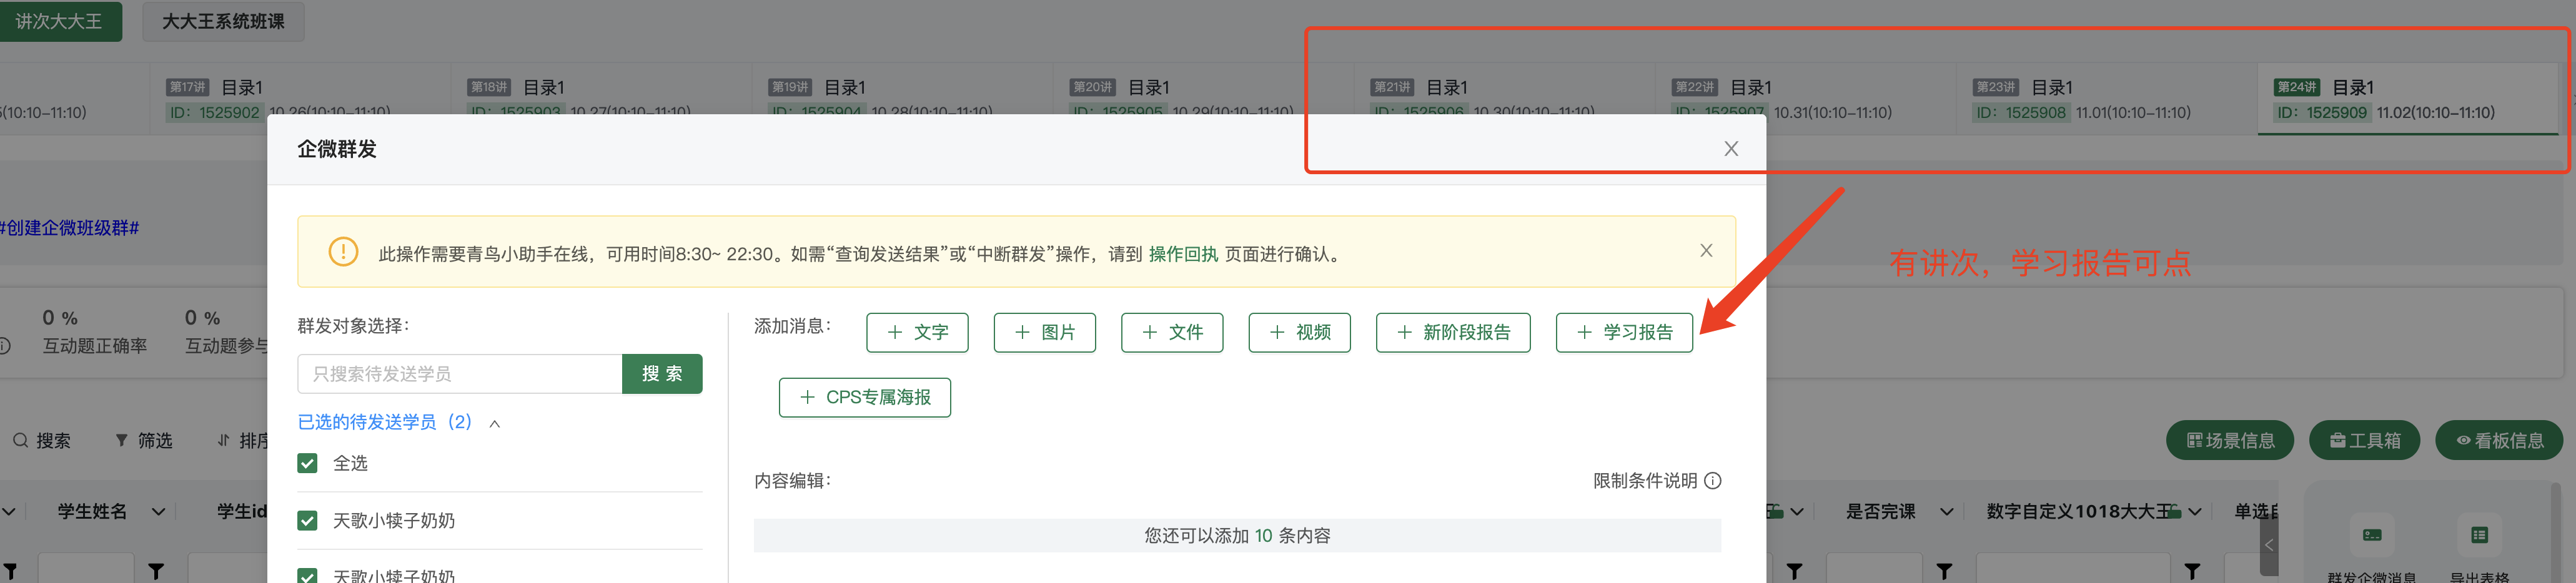 讲次大大王
大大王系统班课
第17讲 目录1
第18讲 目录1
第19讲 目录1
第20讲 目录1
第21讲 目录1
第22讲 目录1
第23讲 目录1
第24讲 目录1
(10:10-11:10)
ID：1525902 10.26(10:10-11:10)
ID：1525903 10.27(10:10-11:10)
ID：1525904 10.28(10:10-11:10)
ID：1525905 10.29(10:10-11:10)
ID：1525906 10.30(10:10-11:10)
ID：1525907 10.31(10:10-11:10)
ID：1525908 11.01(10:10-11:10)
ID：1525909 11.02(10:10-11:10)
企微群发
#创建企微班级群#
此操作需要青鸟小助手在线，可用时间8:30~ 22:30。如需“查询发送结果”或“中断群发”操作，请到 操作回执 页面进行确认。
有讲次，学习报告可点
0 %
0 %
互动题正确率
互动题参与
群发对象选择：
只搜索待发送学员
搜 索
已选的待发送学员（2）
全选
天歌小犊子奶奶
天歌小犊子奶奶
添加消息：
+ 文字
+ 图片
+ 文件
+ 视频
+ 新阶段报告
+ 学习报告
+ CPS专属海报
内容编辑：
限制条件说明
您还可以添加 10 条内容
搜索
筛选
排序
场景信息
工具箱
看板信息
学生姓名
学生id
是否完课
数字自定义1018大大王
单选自
群发企微消息
导出表格